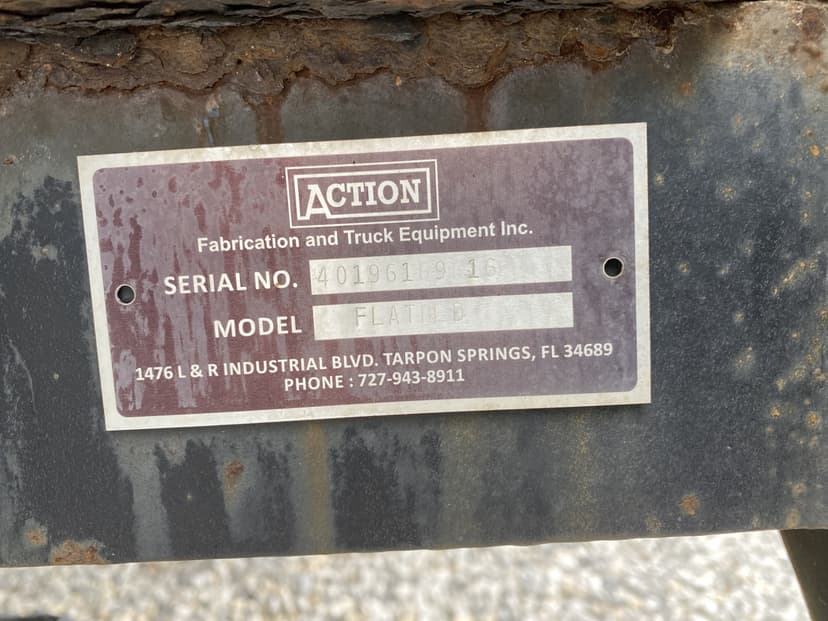 ACTION
Fabrication and Truck Equipment Inc.
SERIAL NO.
MODEL
1476 L & R INDUSTRIAL BLVD. TARPON SPRINGS, FL 34689
PHONE : 727-943-8911